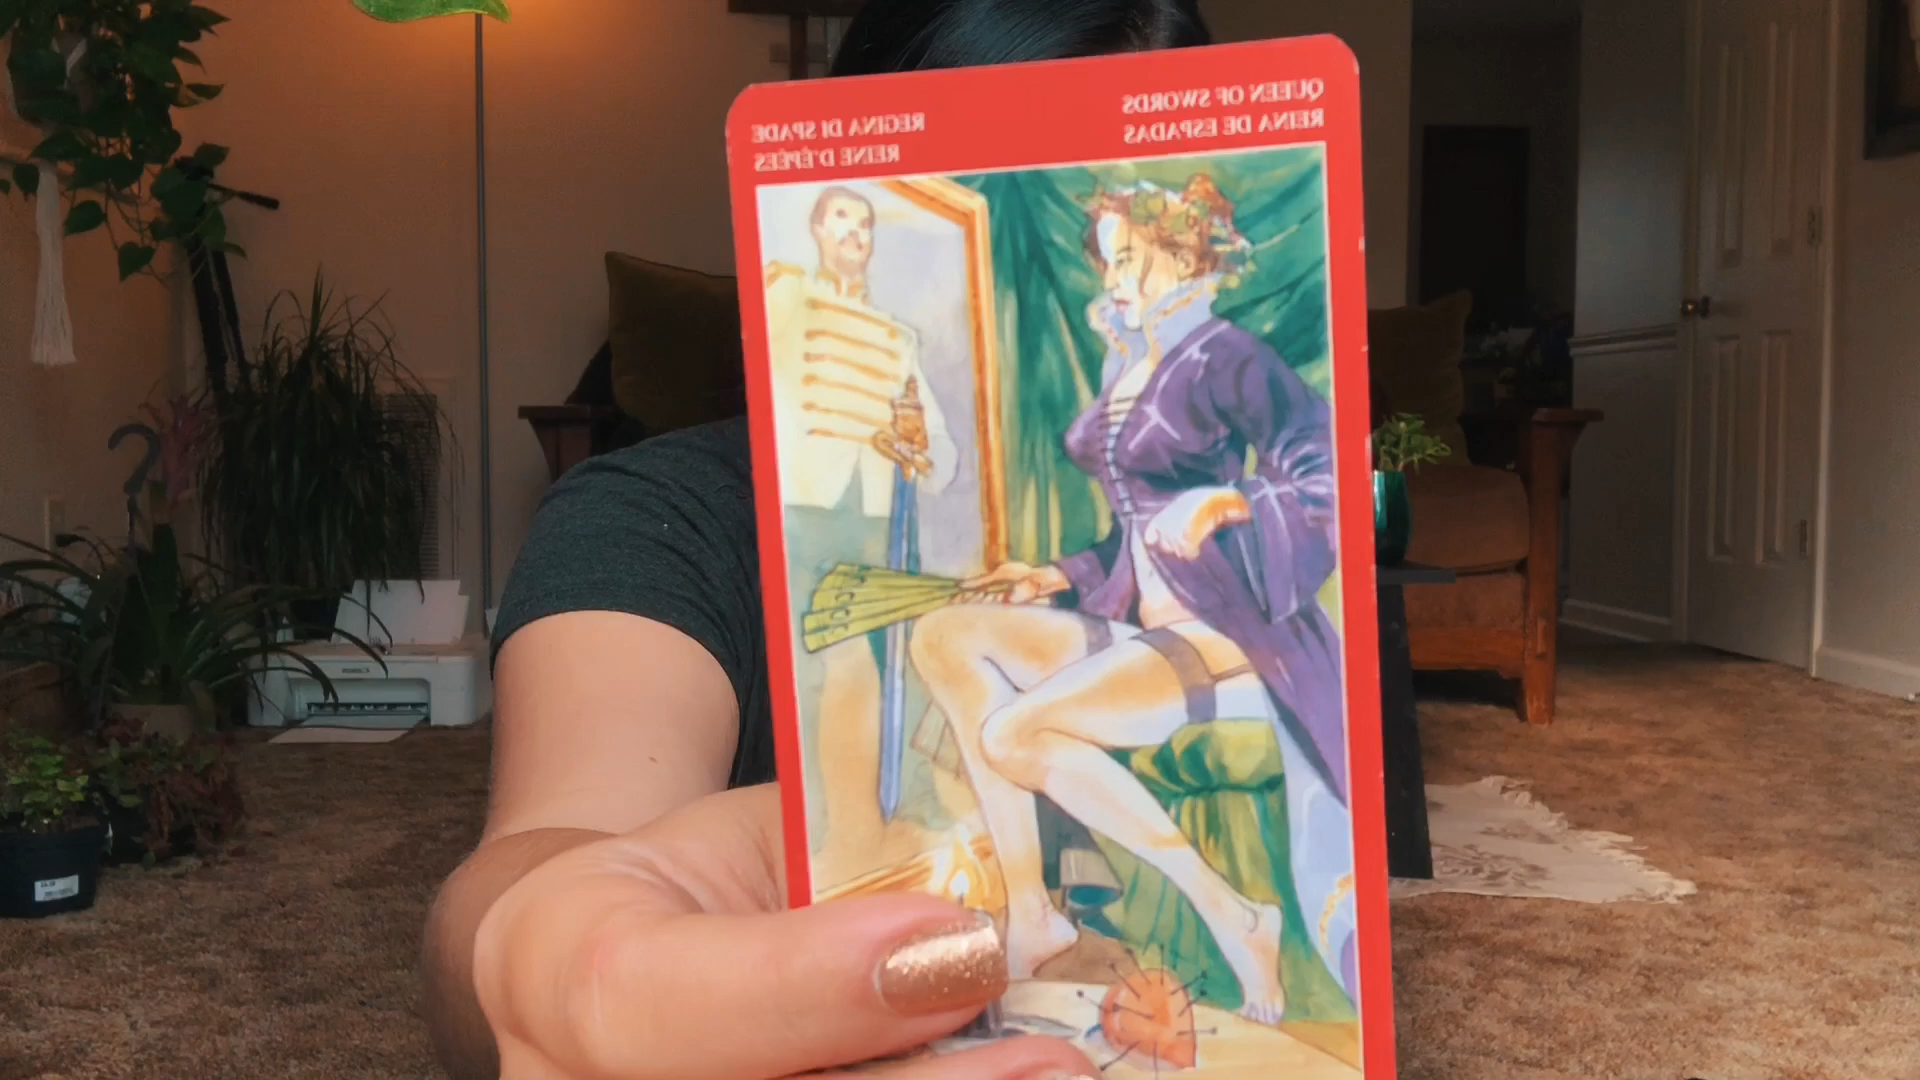 QUEEN OF SWORDS
REINA DE ESPADAS
REGINA DI SPADE
REINE D'ÉPÉES